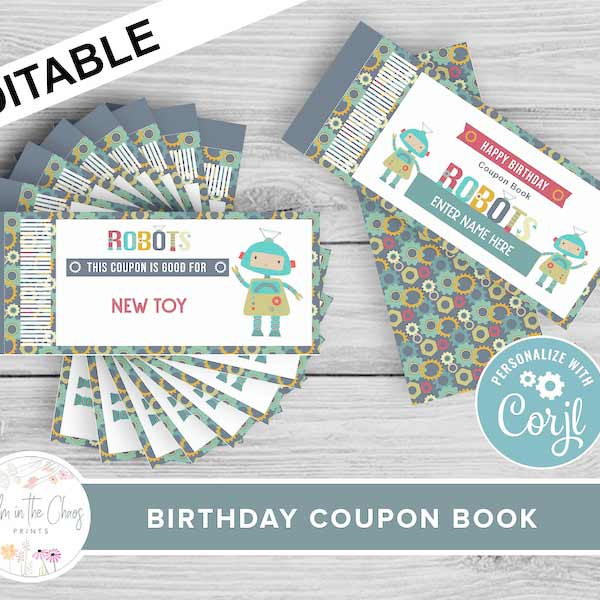 DITABLE
ROBOTS
THIS COUPON IS GOOD FOR
NEW TOY
HAPPY BIRTHDAY
Coupon Book
ROBOTS
ENTER NAME HERE
PERSONALIZE WITH
Corjl
lm in the Chaos
PRINTS
BIRTHDAY COUPON BOOK